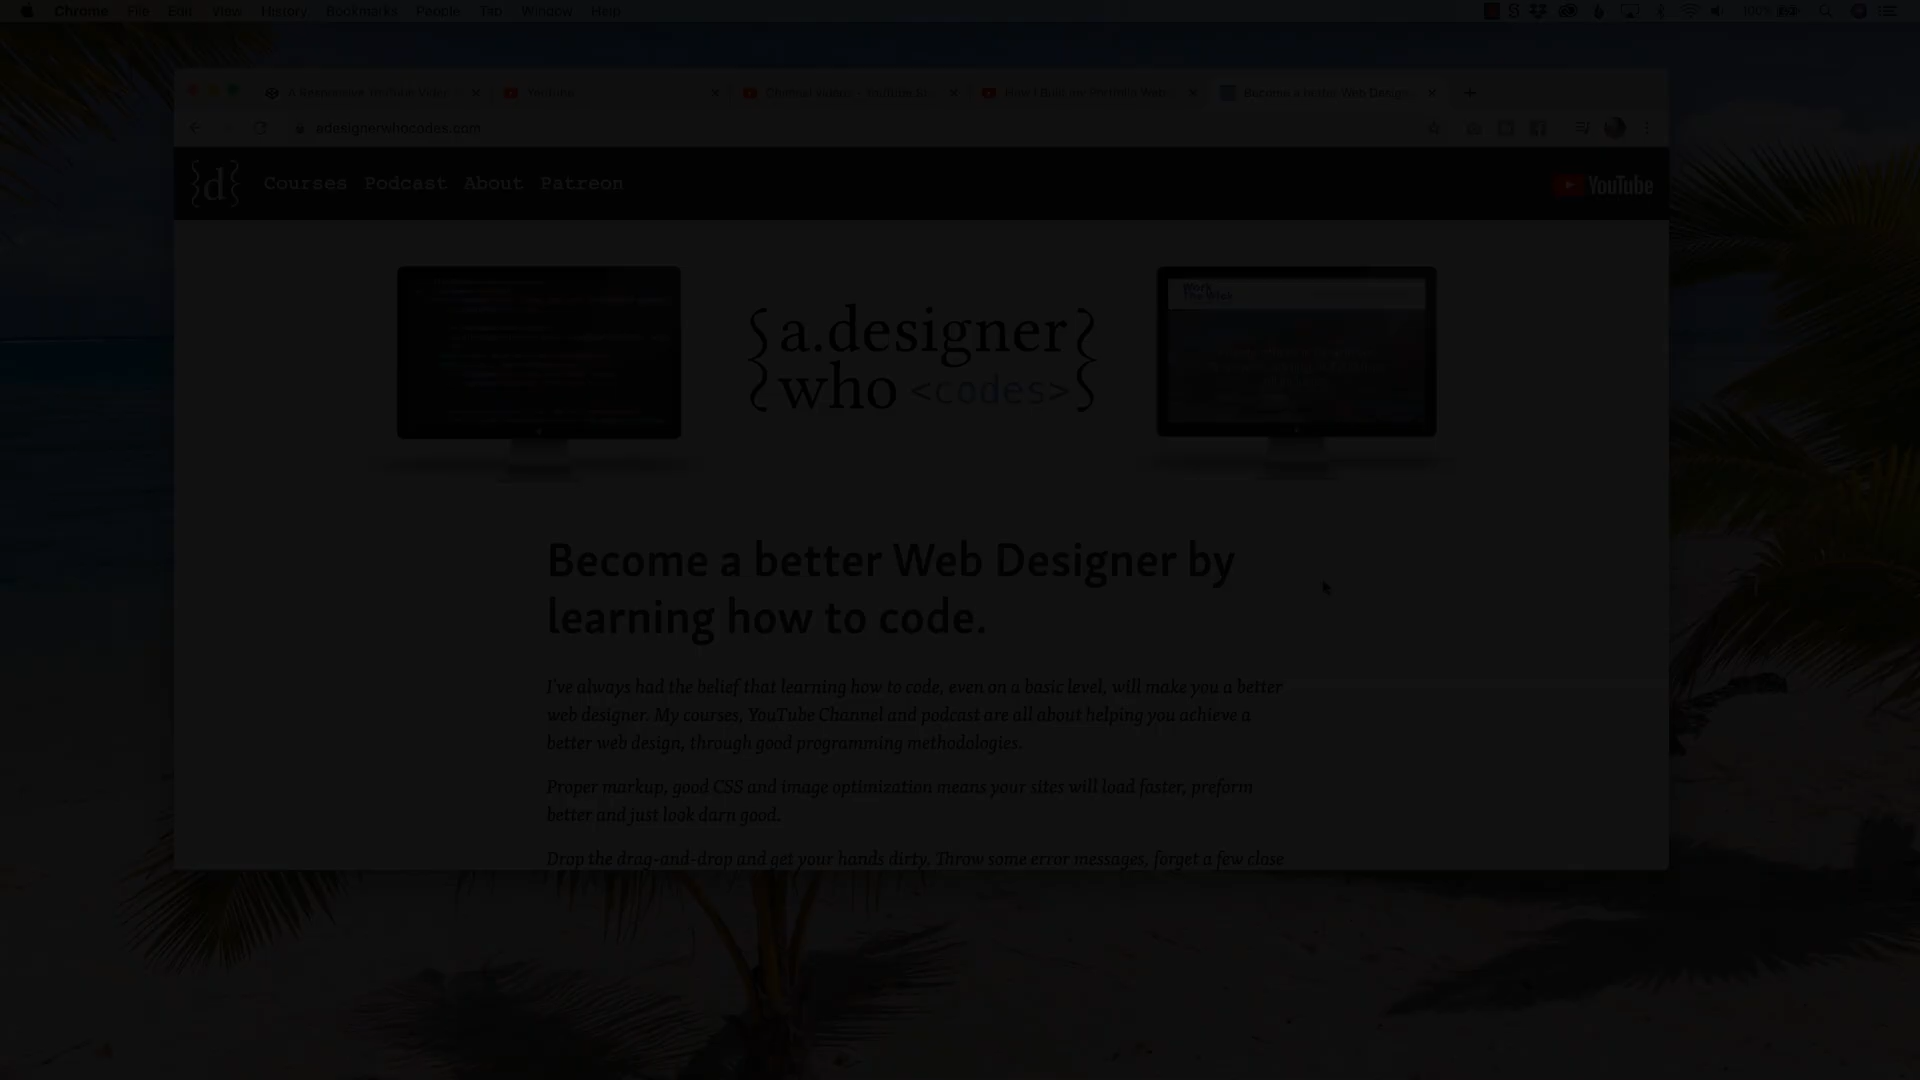 Chrome File Edit View History Bookmarks People Tab Window Help 100%
A Responsive YouTube Video
YouTube
Channel videos - YouTube
How I Built my Portfolio Web
Become a better Web Design
adesignerwhocodes.com
{d} Courses Podcast About Patreon YouTube
a.designer
who <codes>
Become a better Web Designer by
learning how to code.
I've always had the belief that learning how to code, even on a basic level, will make you a better
web designer. My courses, YouTube Channel and podcast are all about helping you achieve a
better web design, through good programming methodologies.
Proper markup, good CSS and image optimization means your sites will load faster, preform
better and just look darn good.
Drop the drag-and-drop and get your hands dirty. Throw some error messages, forget a few close